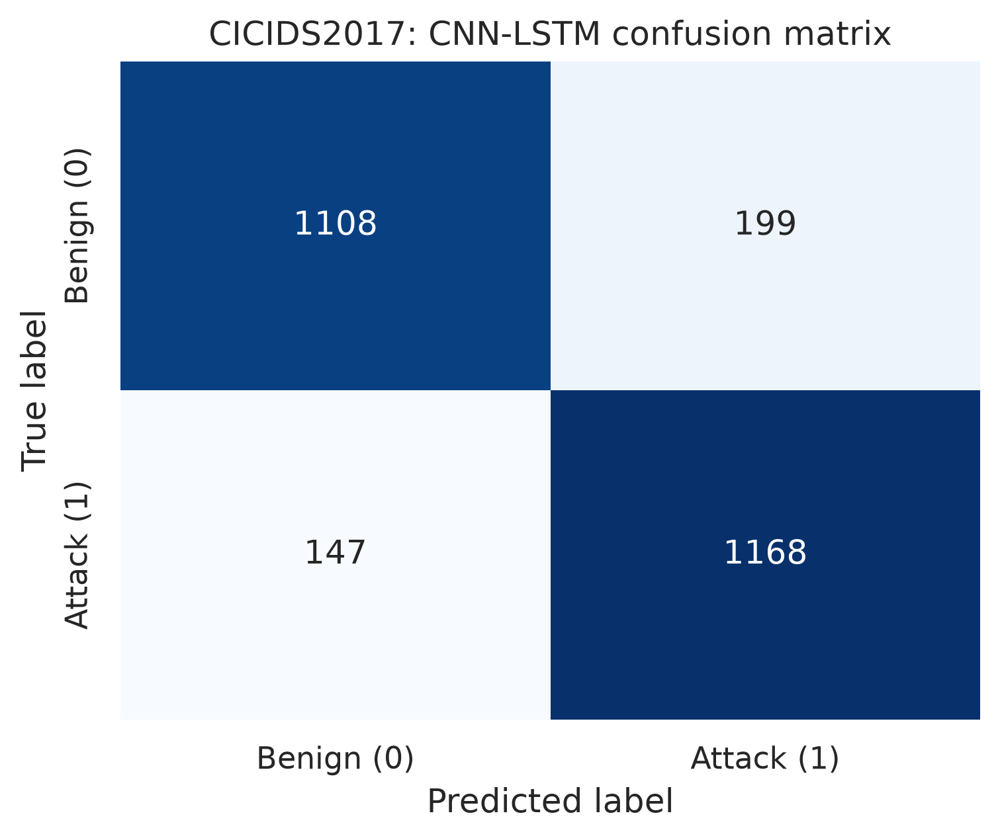 CICIDS2017: CNN-LSTM confusion matrix
True label
Benign (0)
1108
199
Attack (1)
147
1168
Benign (0)
Attack (1)
Predicted label